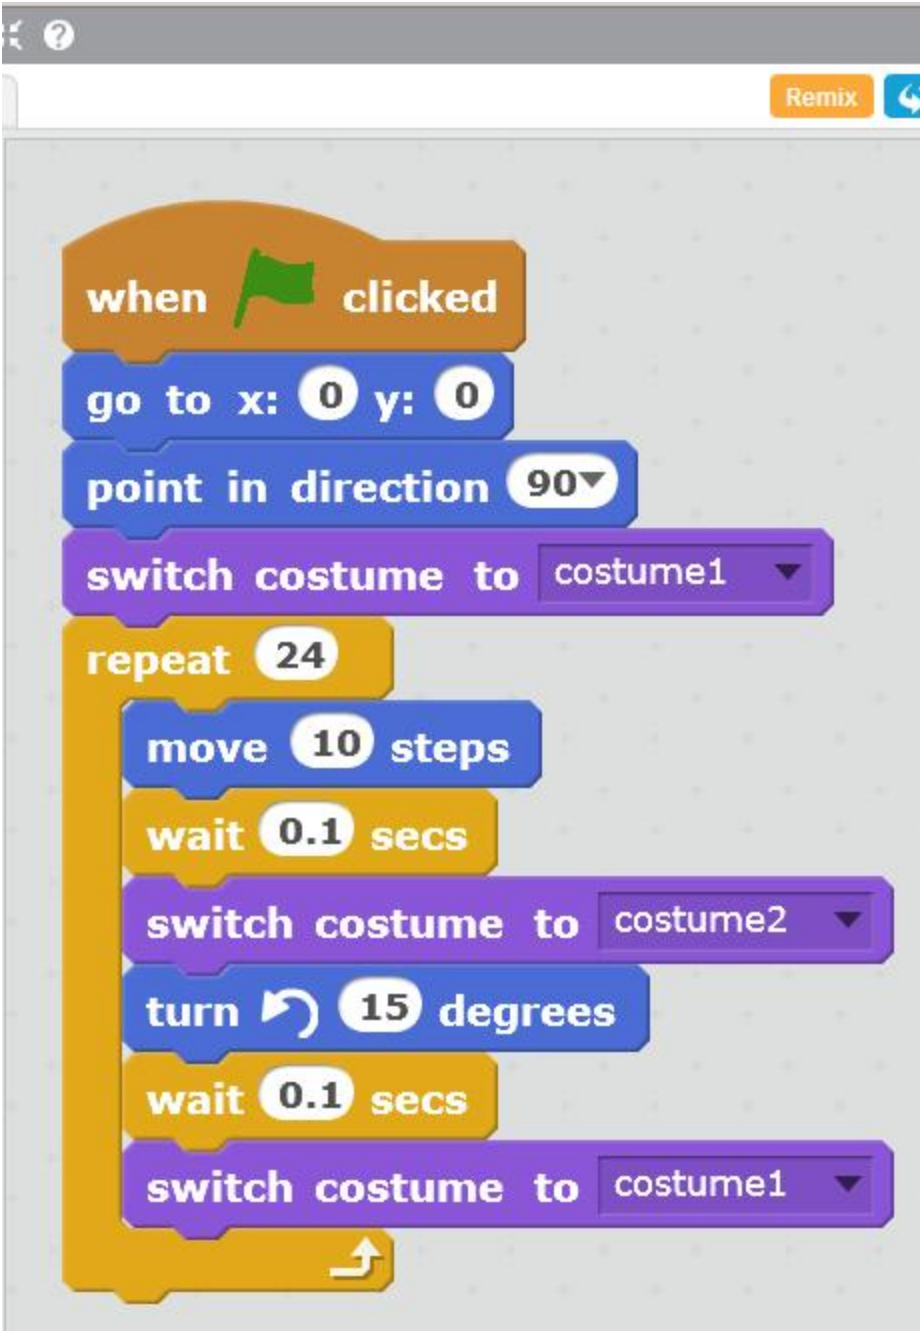 Remix
when clicked
go to x: 0 y: 0
point in direction 90
switch costume to costume1
repeat 24
move 10 steps
wait 0.1 secs
switch costume to costume2
turn 15 degrees
wait 0.1 secs
switch costume to costume1